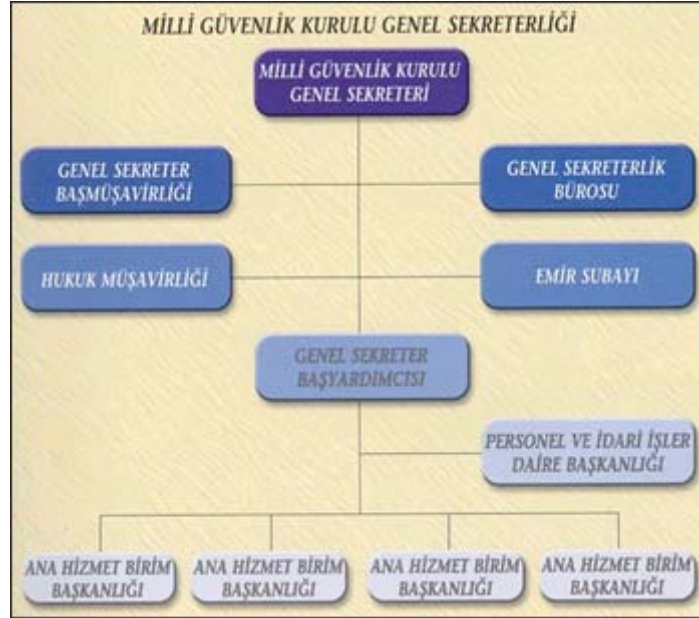 MİLLİ GÜVENLİK KURULU GENEL SEKRETERLİĞİ
MİLLİ GÜVENLİK KURULU
GENEL SEKRETERİ
GENEL SEKRETER
BAŞMÜŞAVİRLİĞİ
GENEL SEKRETERLİK
BÜROSU
HUKUK MÜŞAVİRLİĞİ
EMİR SUBAYI
GENEL SEKRETER
BAŞYARDIMCISI
PERSONEL VE İDARİ İŞLER
DAİRE BAŞKANLIĞI
ANA HİZMET BİRİM
BAŞKANLIĞI
ANA HİZMET BİRİM
BAŞKANLIĞI
ANA HİZMET BİRİM
BAŞKANLIĞI
ANA HİZMET BİRİM
BAŞKANLIĞI